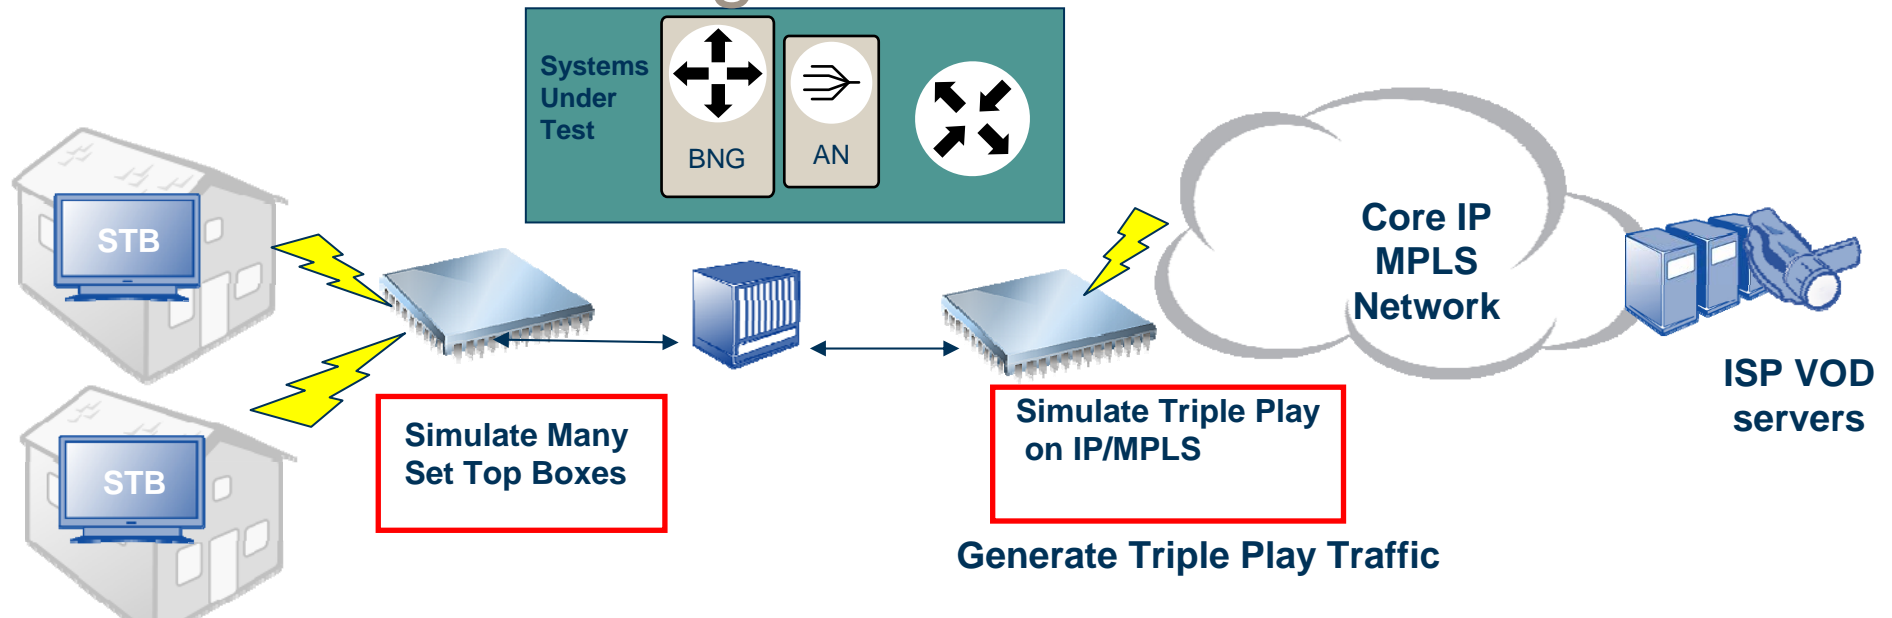 Systems
Under
Test
BNG
AN
STB
STB
Core IP
MPLS
Network
ISP VOD
servers
Simulate Many
Set Top Boxes
Simulate Triple Play
on IP/MPLS
Generate Triple Play Traffic